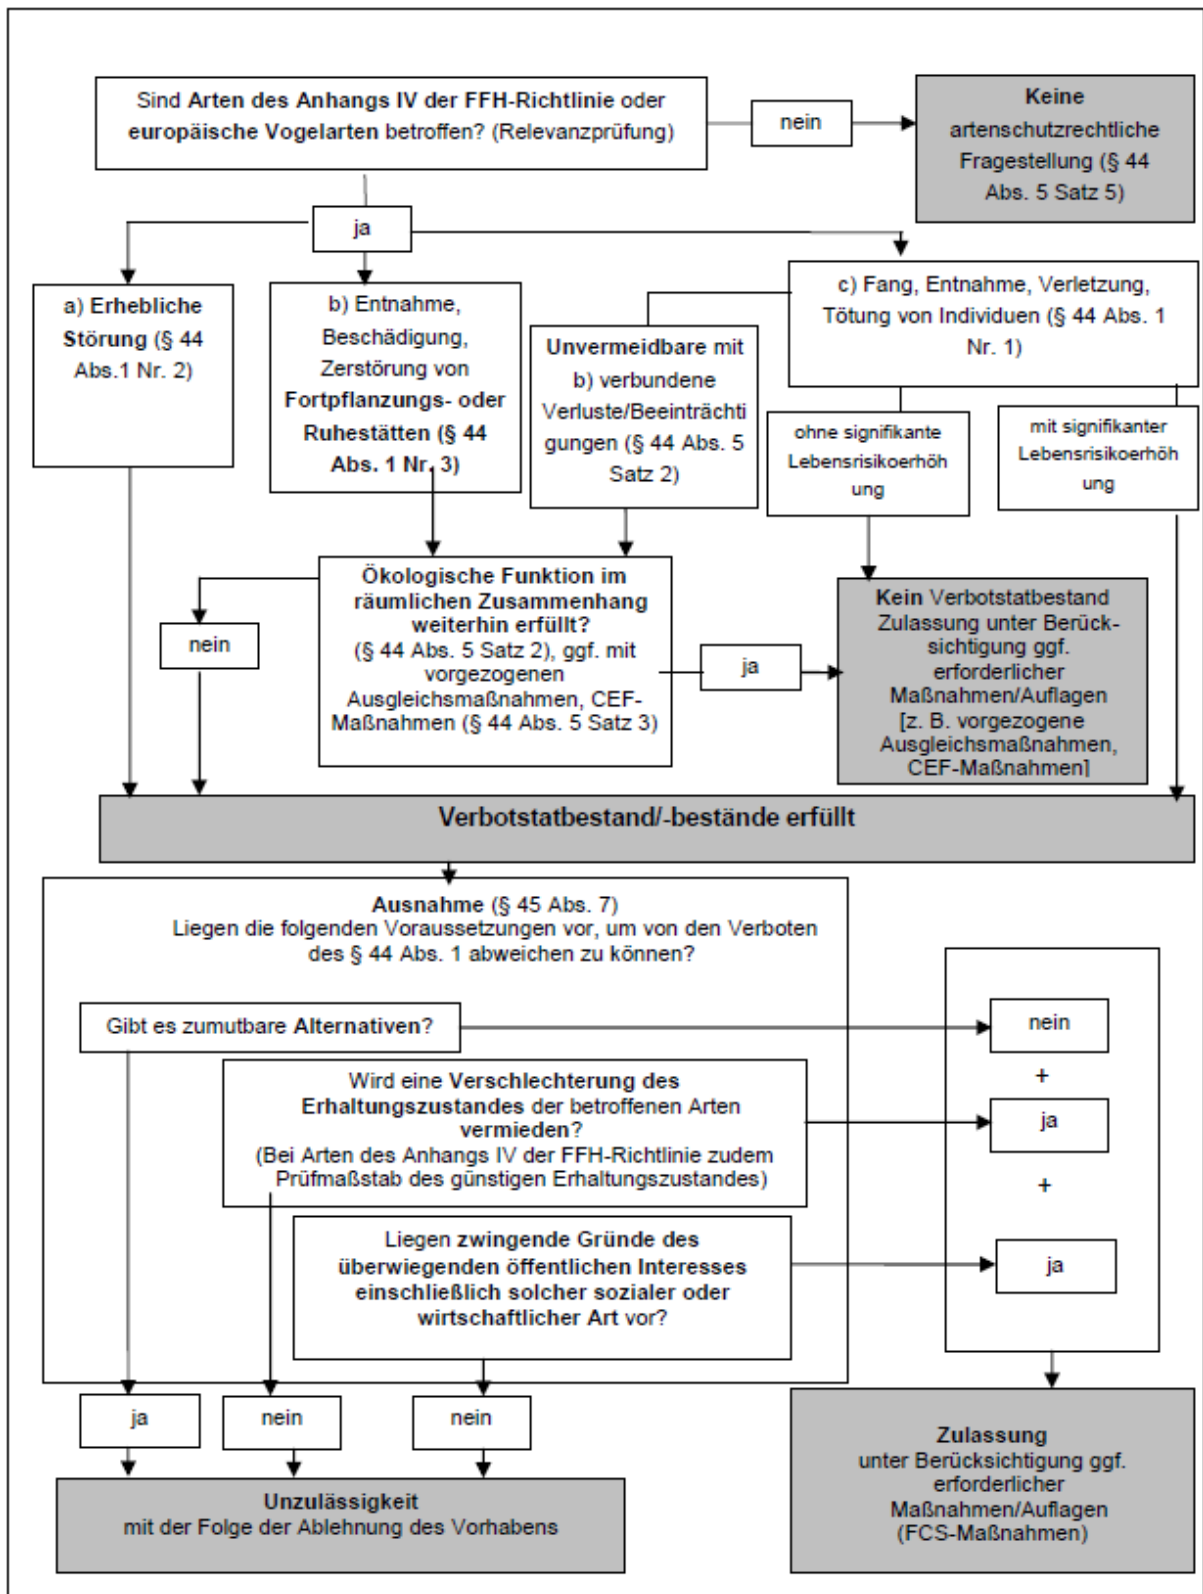 Sind Arten des Anhangs IV der FFH-Richtlinie oder
europäische Vogelarten betroffen? (Relevanzprüfung)
nein
Keine
artenschutzrechtliche
Fragestellung (§ 44
Abs. 5 Satz 5)
ja
a) Erhebliche
Störung (§ 44
Abs.1 Nr. 2)
b) Entnahme,
Beschädigung,
Zerstörung von
Fortpflanzungs- oder
Ruhestätten (§ 44
Abs. 1 Nr. 3)
Unvermeidbare mit
b) verbundene
Verluste/Beeinträchti
gungen (§ 44 Abs. 5
Satz 2)
c) Fang, Entnahme, Verletzung,
Tötung von Individuen (§ 44 Abs. 1
Nr. 1)
ohne signifikante
Lebensrisikoerhöh
ung
mit signifikanter
Lebensrisikoerhöh
ung
Ökologische Funktion im
räumlichen Zusammenhang
weiterhin erfüllt?
(§ 44 Abs. 5 Satz 2), ggf. mit
vorgezogenen
Ausgleichsmaßnahmen, CEF-
Maßnahmen (§ 44 Abs. 5 Satz 3)
nein
ja
Kein Verbotstatbestand
Zulassung unter Berück-
sichtigung ggf.
erforderlicher
Maßnahmen/Auflagen
[z. B. vorgezogene
Ausgleichsmaßnahmen,
CEF-Maßnahmen]
Verbotstatbestand/-bestände erfüllt
Ausnahme (§ 45 Abs. 7)
Liegen die folgenden Voraussetzungen vor, um von den Verboten
des § 44 Abs. 1 abweichen zu können?
Gibt es zumutbare Alternativen?
nein
+
Wird eine Verschlechterung des
Erhaltungszustandes der betroffenen Arten
vermieden?
(Bei Arten des Anhangs IV der FFH-Richtlinie zudem
Prüfmaßstab des günstigen Erhaltungszustandes)
ja
+
Liegen zwingende Gründe des
überwiegenden öffentlichen Interesses
einschließlich solcher sozialer oder
wirtschaftlicher Art vor?
ja
ja
nein
nein
Unzulässigkeit
mit der Folge der Ablehnung des Vorhabens
Zulassung
unter Berücksichtigung ggf.
erforderlicher
Maßnahmen/Auflagen
(FCS-Maßnahmen)